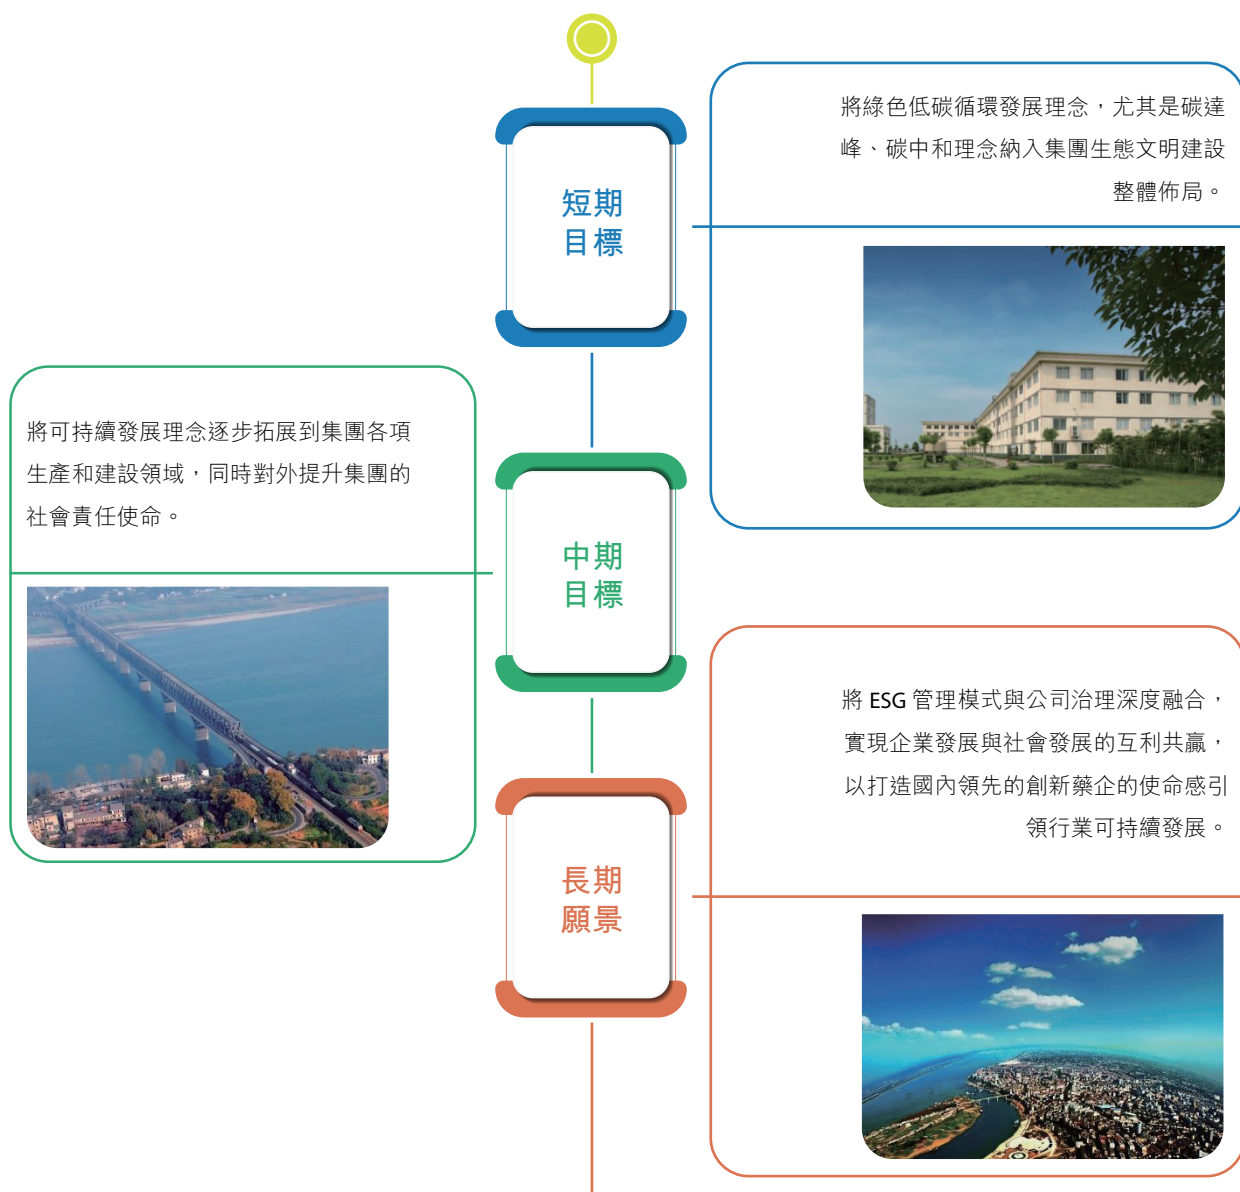 短期
目標
將綠色低碳循環發展理念，尤其是碳達
峰、碳中和理念納入集團生態文明建設
整體佈局。
中期
目標
將可持續發展理念逐步拓展到集團各項
生產和建設領域，同時對外提升集團的
社會責任使命。
長期
願景
將 ESG 管理模式與公司治理深度融合，
實現企業發展與社會發展的互利共贏，
以打造國內領先的創新藥企的使命感引
領行業可持續發展。